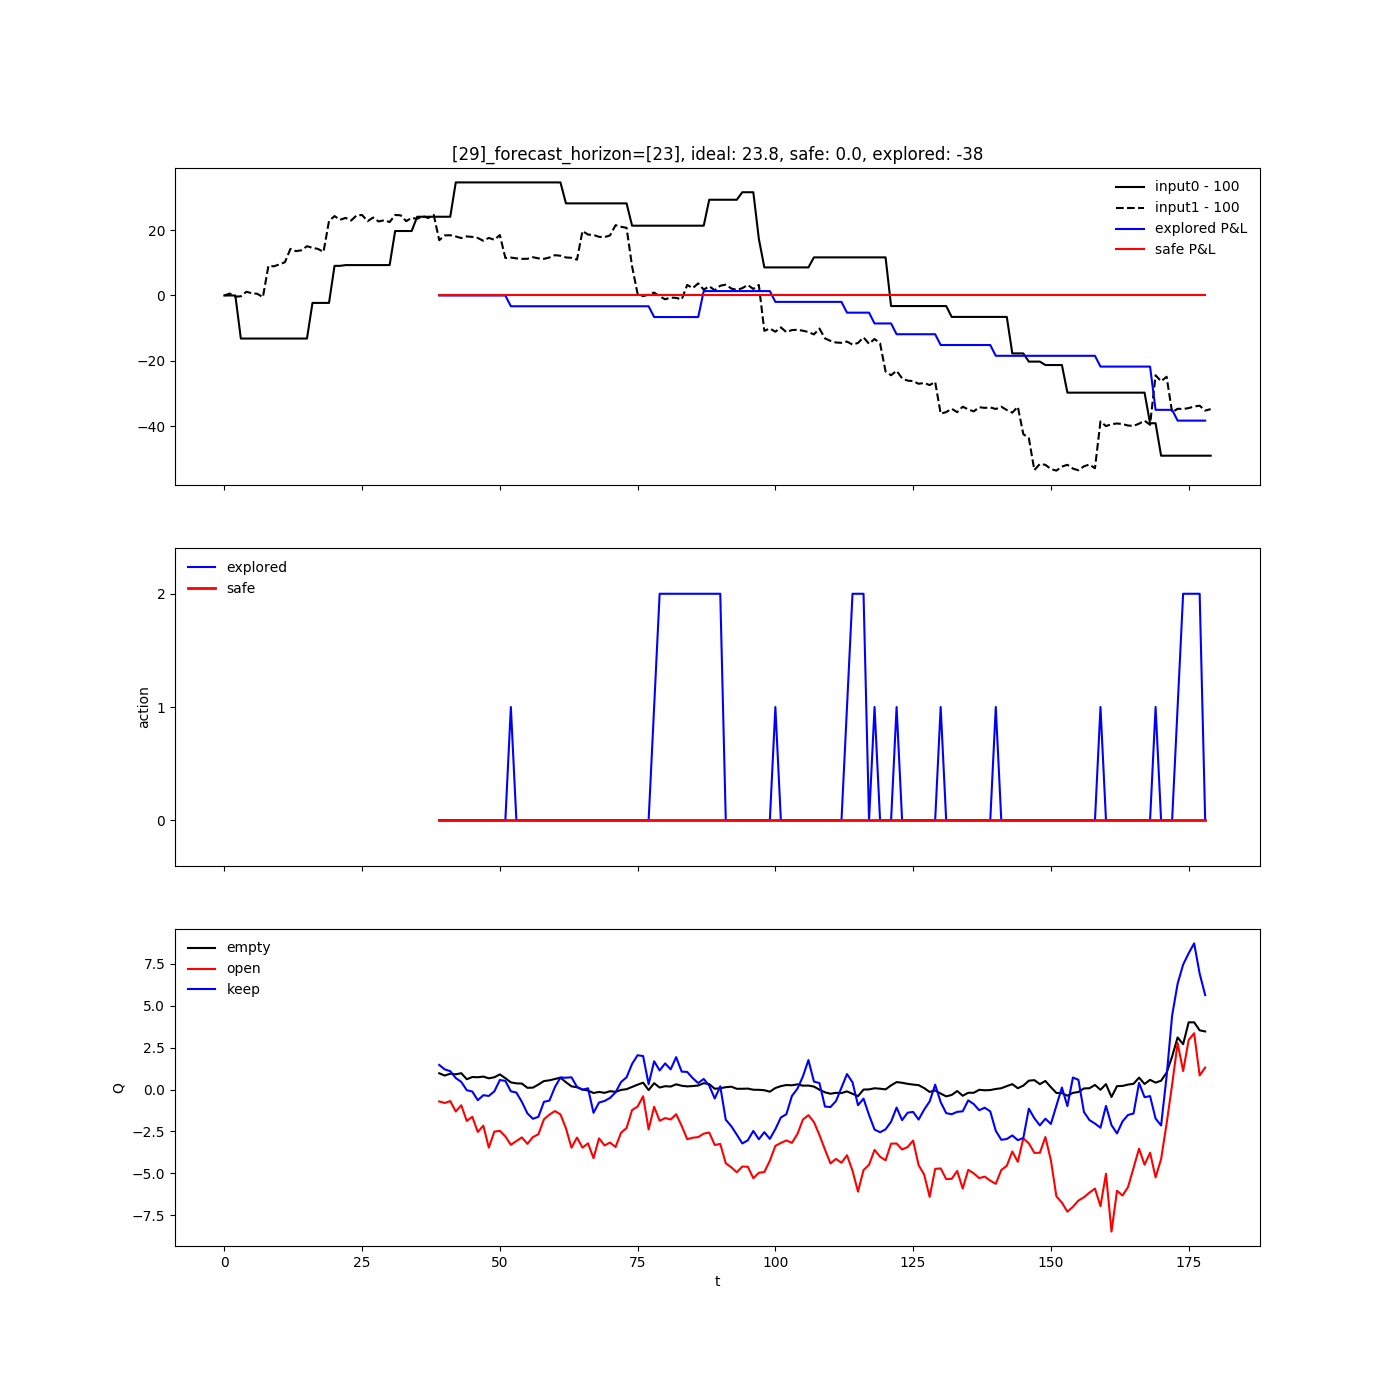 [29]_forecast_horizon=[23], ideal: 23.8, safe: 0.0, explored: -38
input0 - 100
input1 - 100
explored P&L
safe P&L
20
0
−20
−40
explored
safe
2
1
0
action
empty
open
keep
7.5
5.0
2.5
0.0
−2.5
−5.0
−7.5
Q
0 25 50 75 100 125 150 175
t